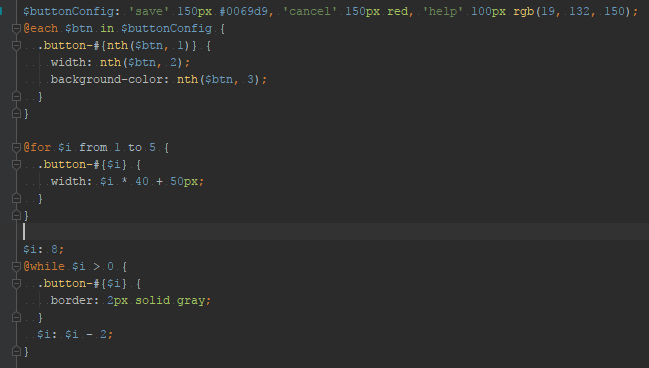 $buttonConfig: 'save' 150px #0069d9, 'cancel' 150px red, 'help' 100px rgb(19, 132, 150);
@each $btn in $buttonConfig {
  .button-#{nth($btn, 1)} {
    width: nth($btn, 2);
    background-color: nth($btn, 3);
  }
}

@for $i from 1 to 5 {
  .button-#{$i} {
    width: $i * 40 + 50px;
  }
}

$i: 8;
@while $i > 0 {
  .button-#{$i} {
    border: 2px solid gray;
  }
  $i: $i - 2;
}